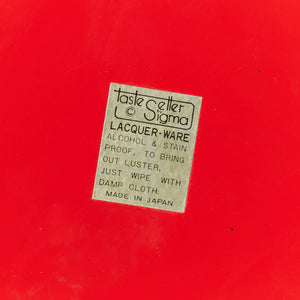 taste Setter
© Sigma
LACQUER-WARE
ALCOHOL & STAIN
PROOF, TO BRING
OUT LUSTER,
JUST WIPE WITH
DAMP CLOTH.
MADE IN JAPAN